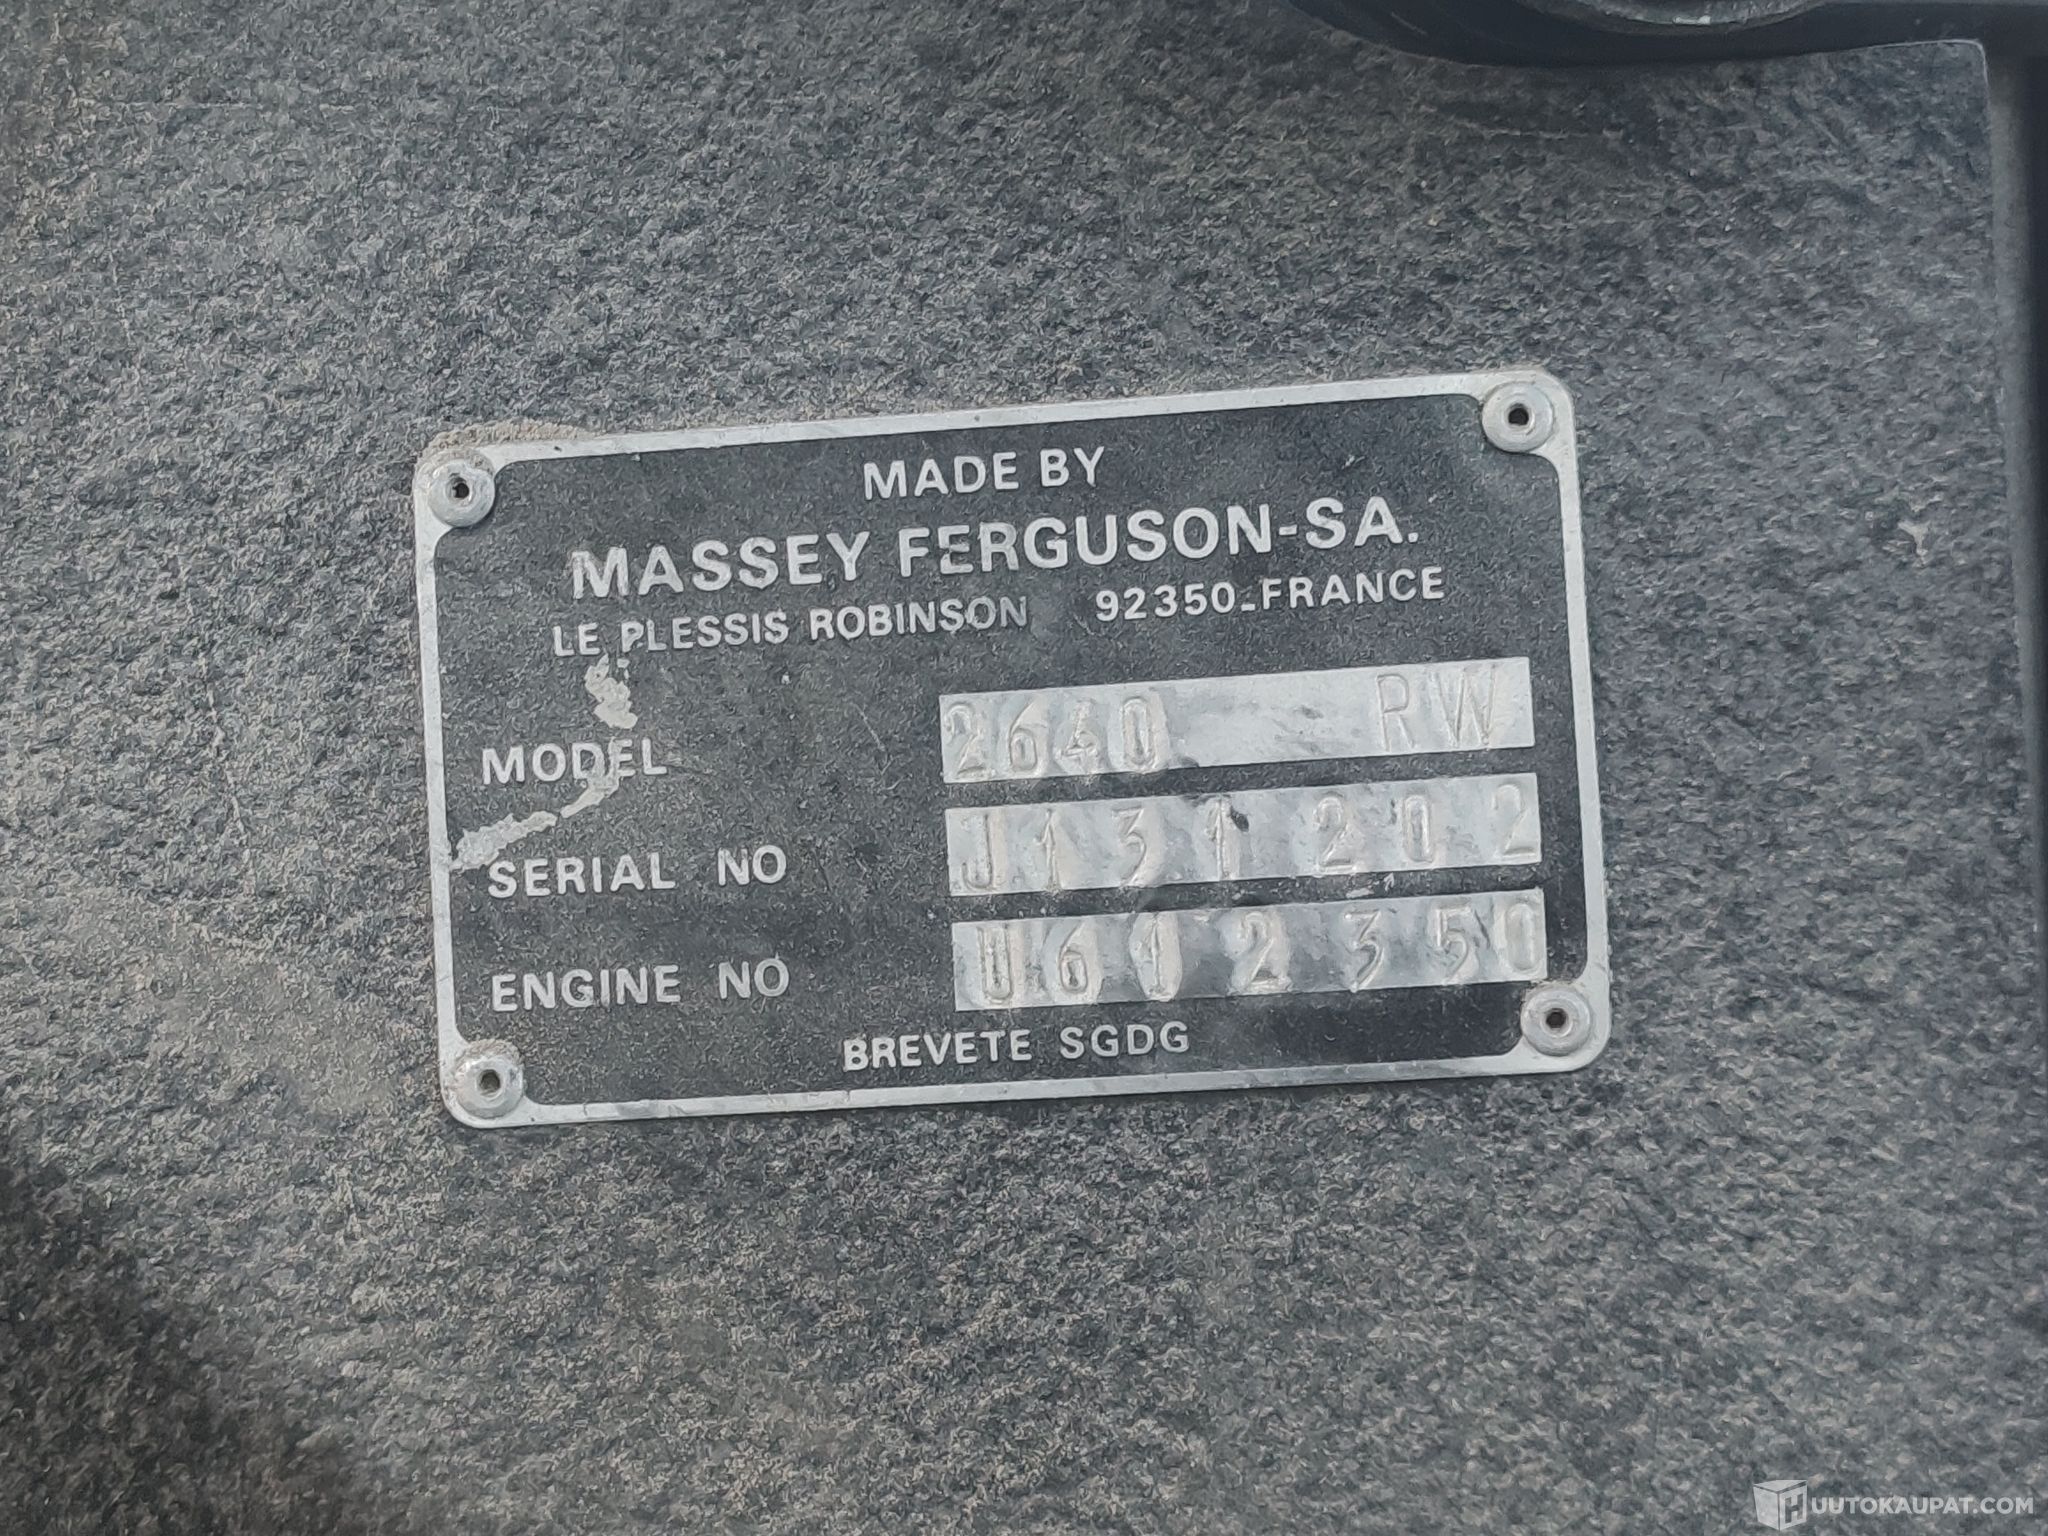 MADE BY
MASSEY FERGUSON-SA.
LE PLESSIS ROBINSON 92350-FRANCE
MODEL 2640 RW
SERIAL NO J131202
ENGINE NO U612350
BREVETE SGDG
HUUTOKAUPAT.COM